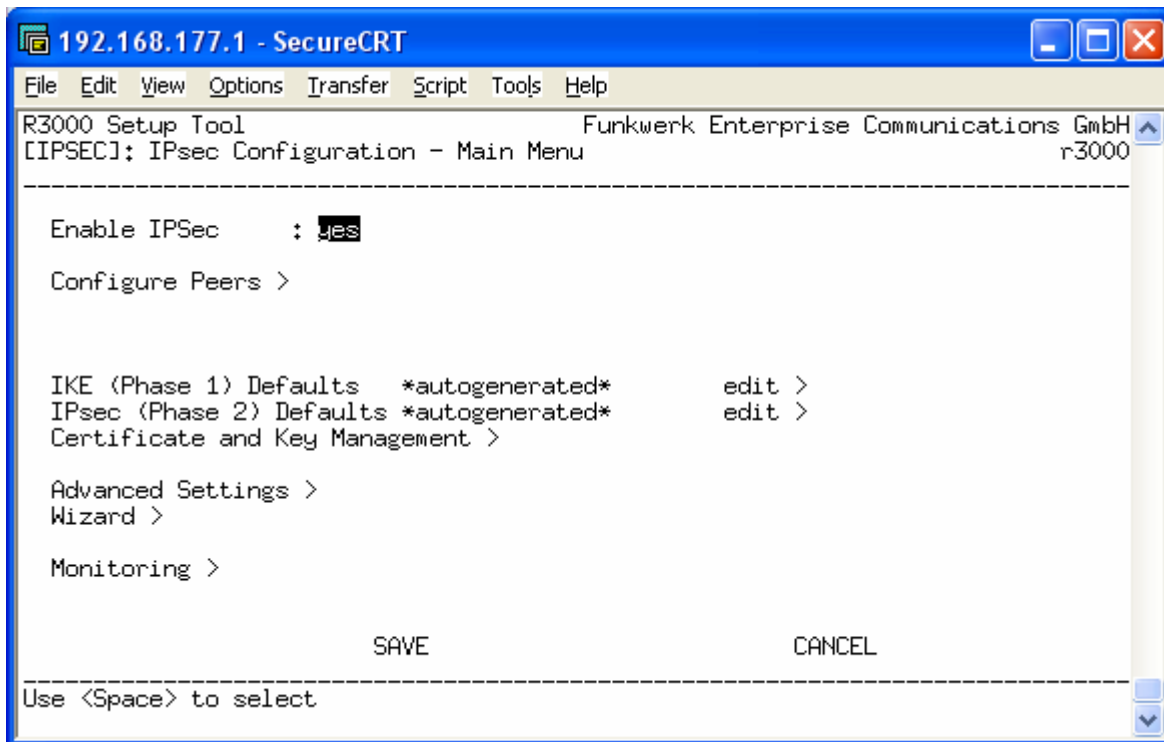 192.168.177.1 - SecureCRT
File Edit View Options Transfer Script Tools Help
R3000 Setup Tool Funkwerk Enterprise Communications GmbH
[IPSEC]: IPsec Configuration - Main Menu r3000
Enable IPSec : yes
Configure Peers >
IKE (Phase 1) Defaults *autogenerated* edit >
IPsec (Phase 2) Defaults *autogenerated* edit >
Certificate and Key Management >
Advanced Settings >
Wizard >
Monitoring >
SAVE CANCEL
Use <Space> to select